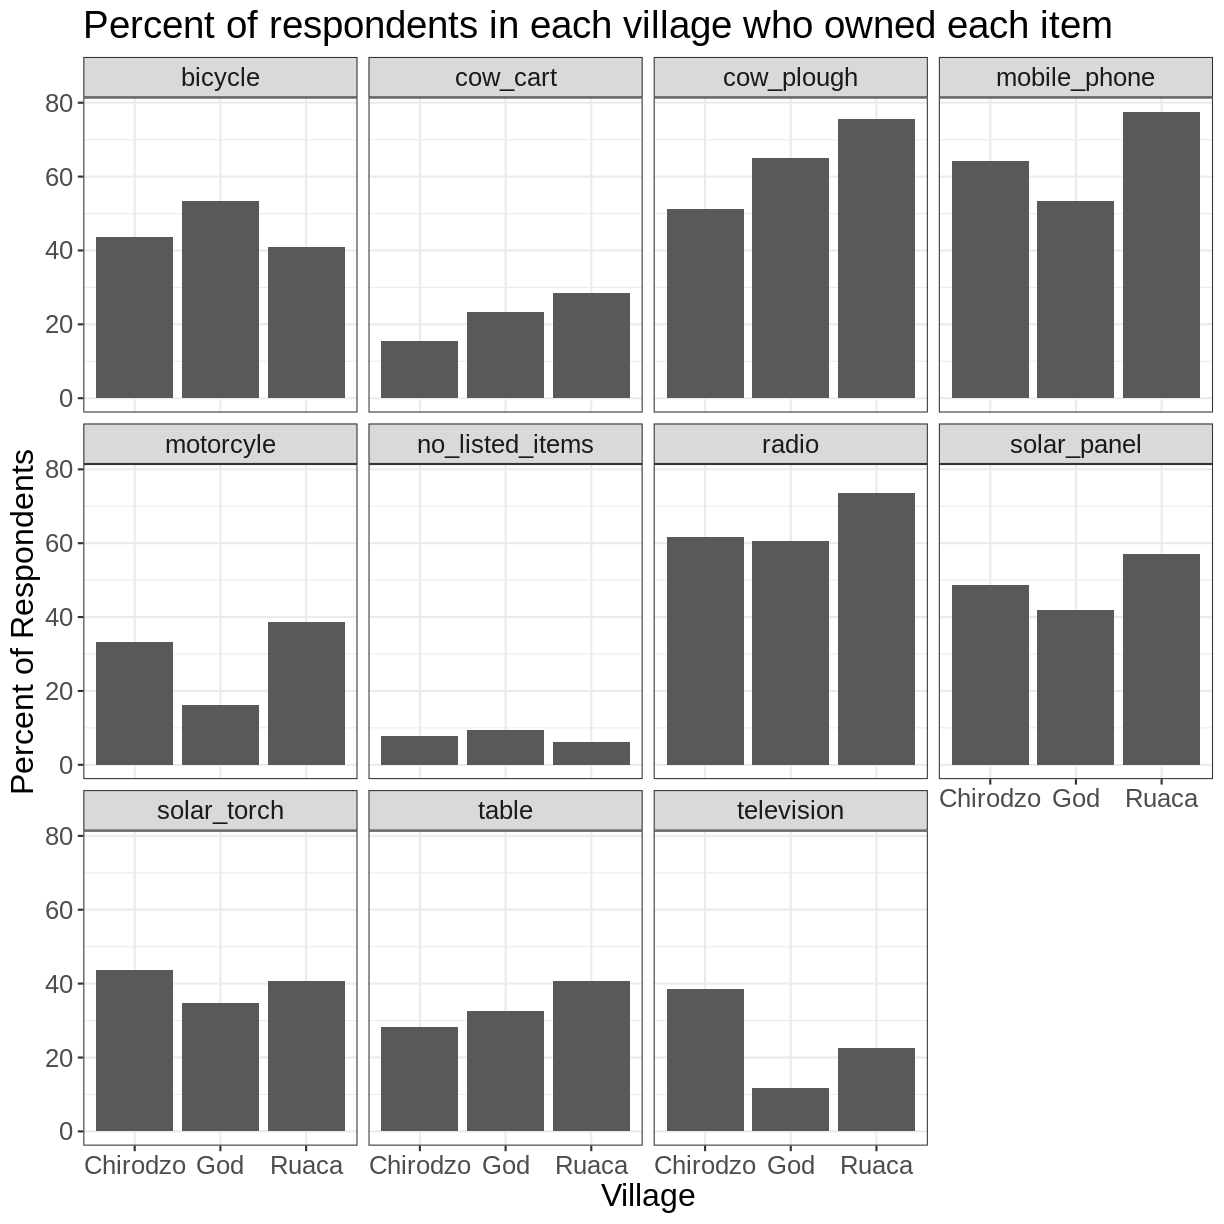 Percent of respondents in each village who owned each item
bicycle cow_cart cow_plough mobile_phone
80
60
40
20
0
motorcyle no_listed_items radio solar_panel
80
60
40
20
0
Chirodzo God Ruaca
solar_torch table television
80
60
40
20
0
Chirodzo God Ruaca Chirodzo God Ruaca Chirodzo God Ruaca
Village
Percent of Respondents